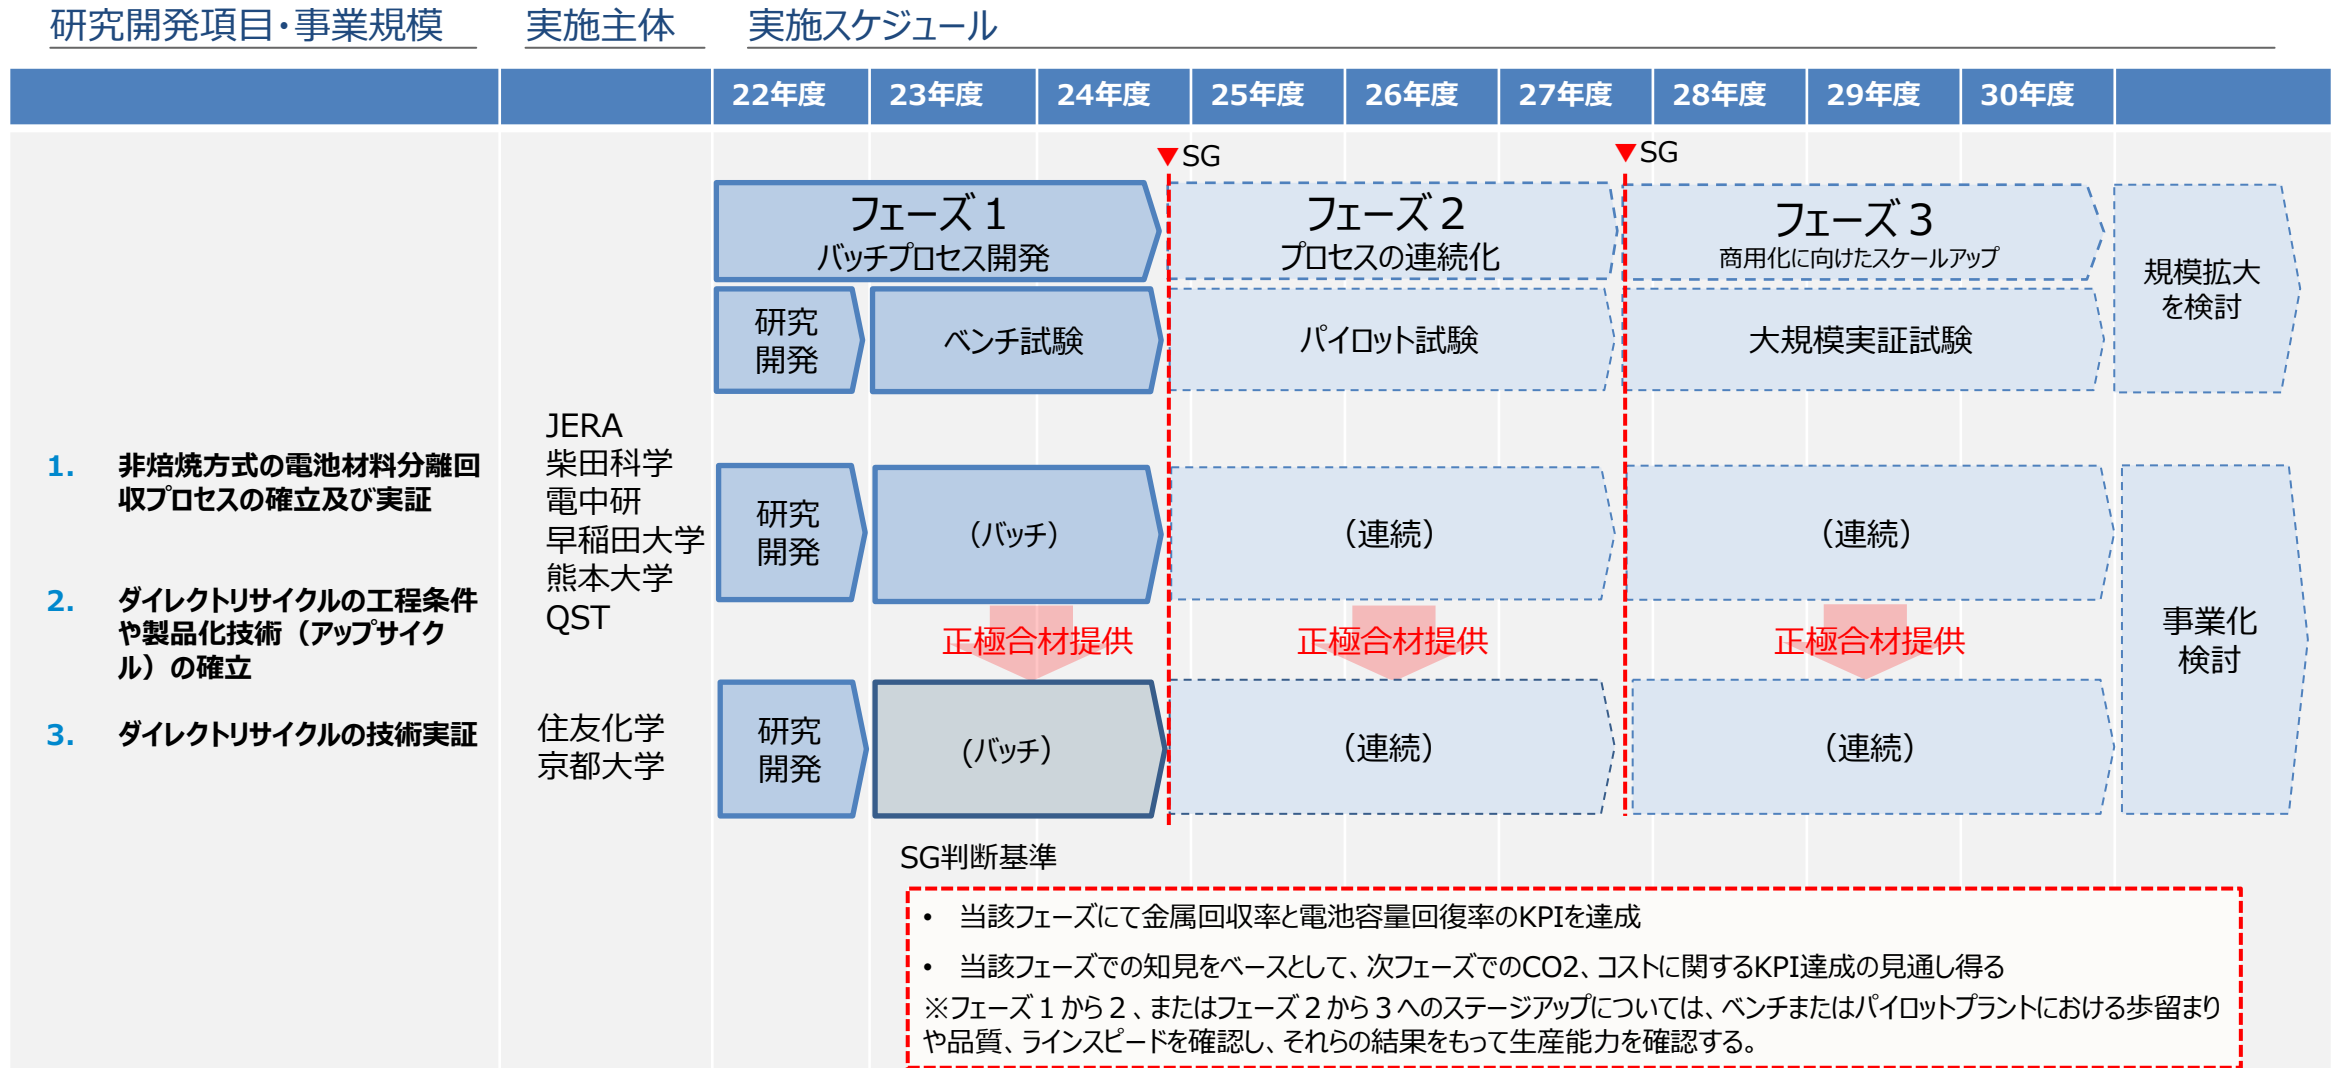 研究開発項目・事業規模
実施主体
実施スケジュール
22年度
23年度
24年度
25年度
26年度
27年度
28年度
29年度
30年度
SG
SG
フェーズ1
バッチプロセス開発
フェーズ2
プロセスの連続化
フェーズ3
商用化に向けたスケールアップ
規模拡大
を検討
研究
開発
ベンチ試験
パイロット試験
大規模実証試験
1. 非焙焼方式の電池材料分離回
収プロセスの確立及び実証
2. ダイレクトリサイクルの工程条件
や製品化技術（アップサイク
ル）の確立
3. ダイレクトリサイクルの技術実証
JERA
柴田科学
電中研
早稲田大学
熊本大学
QST
住友化学
京都大学
研究
開発
（バッチ）
（連続）
（連続）
正極合材提供
正極合材提供
正極合材提供
事業化
検討
研究
開発
(バッチ）
（連続）
（連続）
SG判断基準
• 当該フェーズにて金属回収率と電池容量回復率のKPIを達成
• 当該フェーズでの知見をベースとして、次フェーズでのCO2、コストに関するKPI達成の見通し得る
※フェーズ1から2、またはフェーズ2から3へのステージアップについては、ベンチまたはパイロットプラントにおける歩留まり
や品質、ラインスピードを確認し、それらの結果をもって生産能力を確認する。